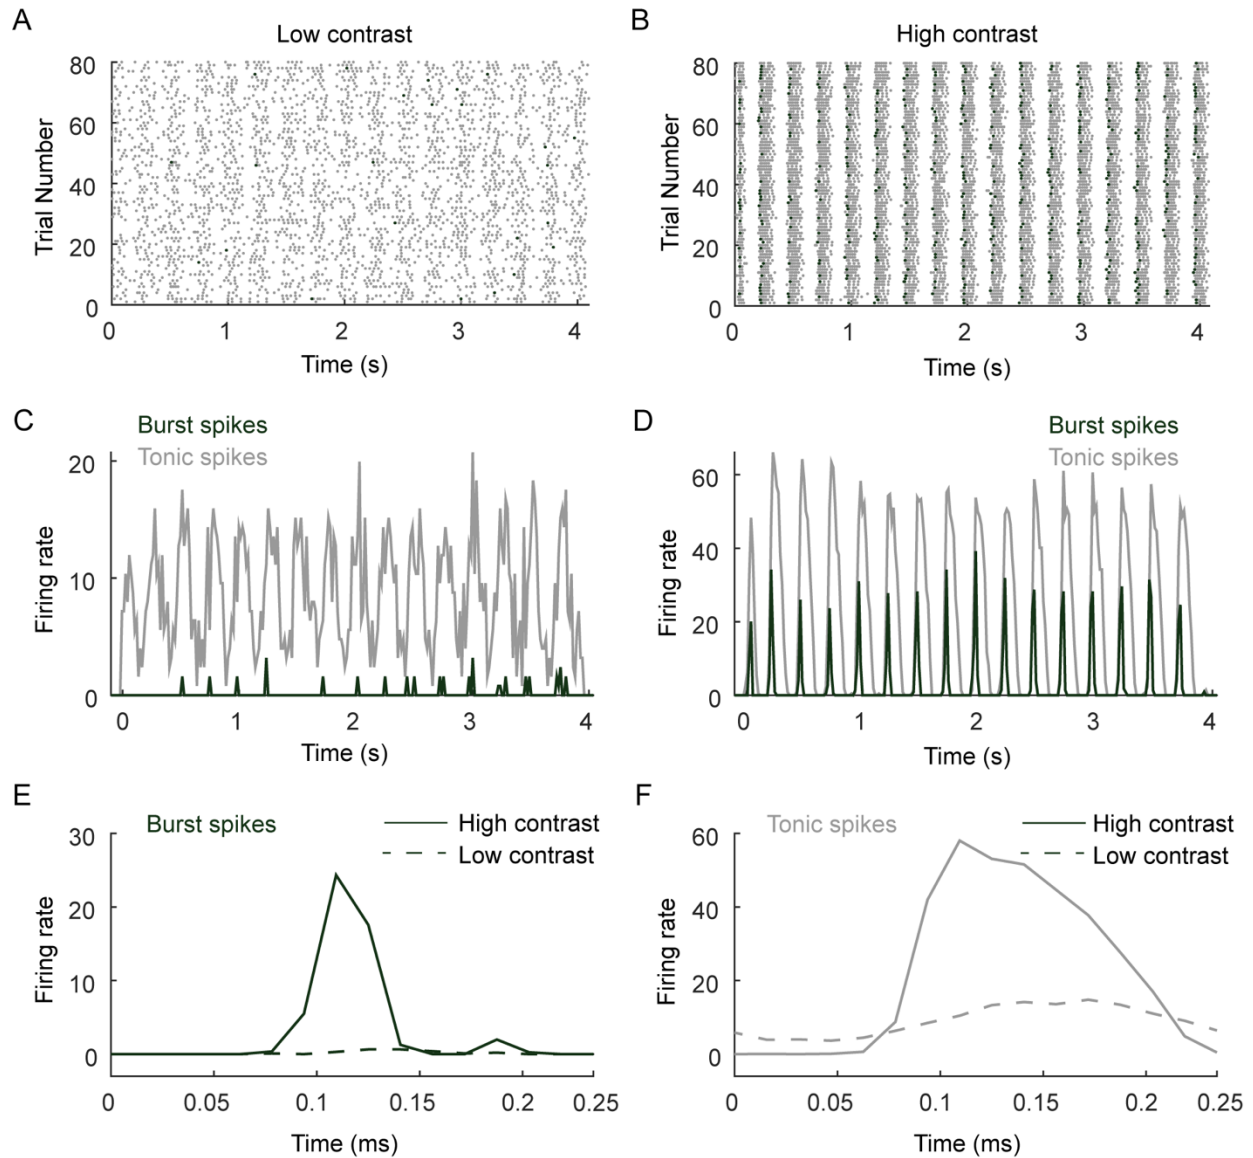 A
Low contrast
80
60
40
20
0
Trial Number
0 1 2 3 4
Time (s)
B
High contrast
80
60
40
20
0
Trial Number
0 1 2 3 4
Time (s)
C
Burst spikes
Tonic spikes
20
10
0
Firing rate
0 1 2 3 4
Time (s)
D
Burst spikes
Tonic spikes
60
40
20
0
Firing rate
0 1 2 3 4
Time (s)
E
Burst spikes
High contrast
Low contrast
30
20
10
0
Firing rate
0 0.05 0.1 0.15 0.2 0.25
Time (ms)
F
Tonic spikes
High contrast
Low contrast
60
40
20
0
Firing rate
0 0.05 0.1 0.15 0.2 0.25
Time (ms)